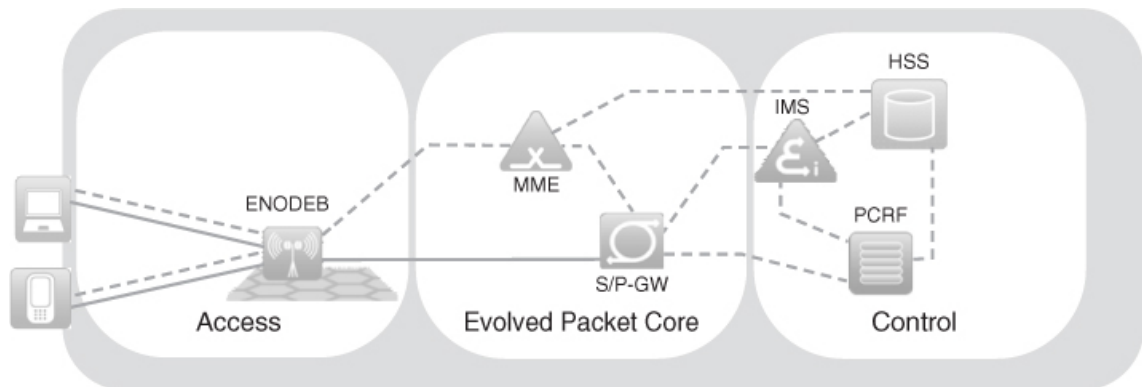 HSS
IMS
MME
ENODEB
PCRF
S/P-GW
Access
Evolved Packet Core
Control